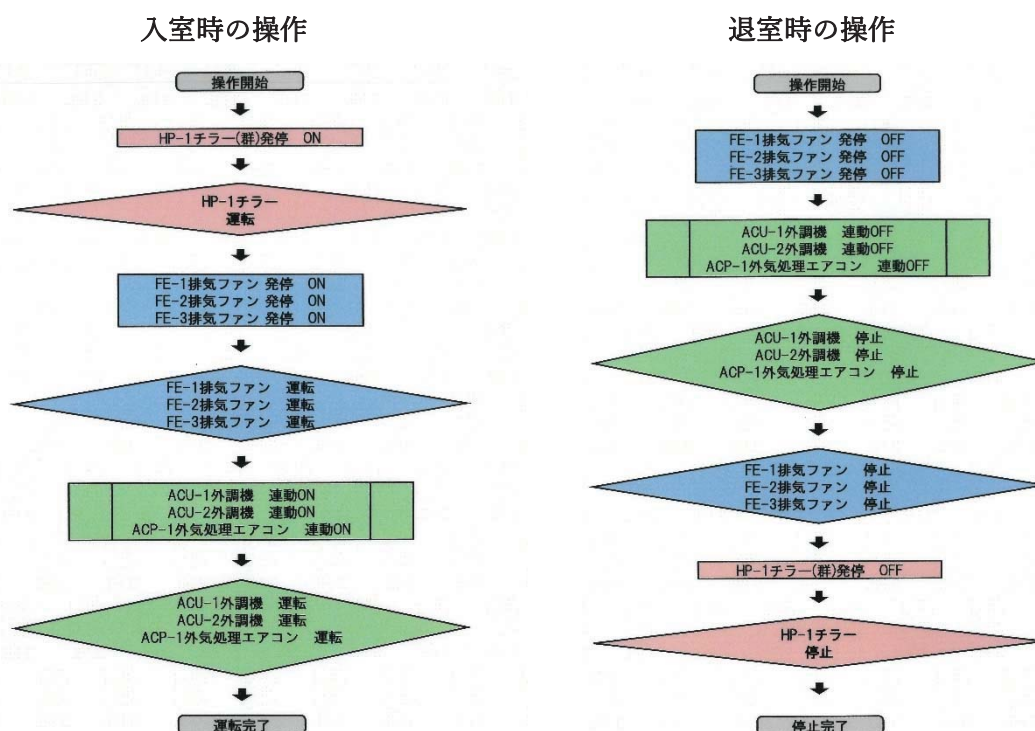 入室時の操作
操作開始
HP-1チラー(群)発停 ON
HP-1チラー
運転
FE-1排気ファン 発停 ON
FE-2排気ファン 発停 ON
FE-3排気ファン 発停 ON
FE-1排気ファン 運転
FE-2排気ファン 運転
FE-3排気ファン 運転
ACU-1外調機 連動ON
ACU-2外調機 連動ON
ACP-1外気処理エアコン 連動ON
ACU-1外調機 運転
ACU-2外調機 運転
ACP-1外気処理エアコン 運転
運転完了
退室時の操作
操作開始
FE-1排気ファン 発停 OFF
FE-2排気ファン 発停 OFF
FE-3排気ファン 発停 OFF
ACU-1外調機 連動OFF
ACU-2外調機 連動OFF
ACP-1外気処理エアコン 連動OFF
ACU-1外調機 停止
ACU-2外調機 停止
ACP-1外気処理エアコン 停止
FE-1排気ファン 停止
FE-2排気ファン 停止
FE-3排気ファン 停止
HP-1チラー(群)発停 OFF
HP-1チラー
停止
停止完了